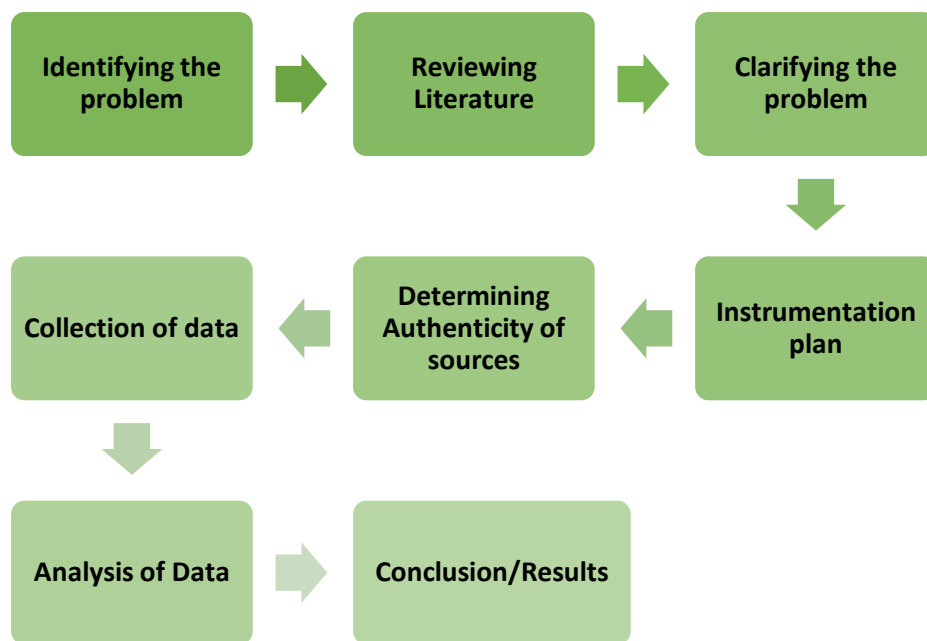 Identifying the
problem
Reviewing
Literature
Clarifying the
problem
Instrumentation
plan
Determining
Authenticity of
sources
Collection of data
Analysis of Data
Conclusion/Results